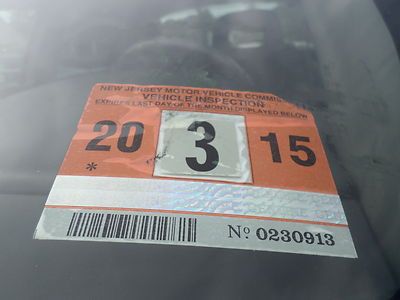 NEW JERSEY MOTOR VEHICLE COMMISS
VEHICLE INSPECTION
EXPIRES LAST DAY OF THE MONTH DISPLAYED BELOW
20 3 15
*
Nº 0230913